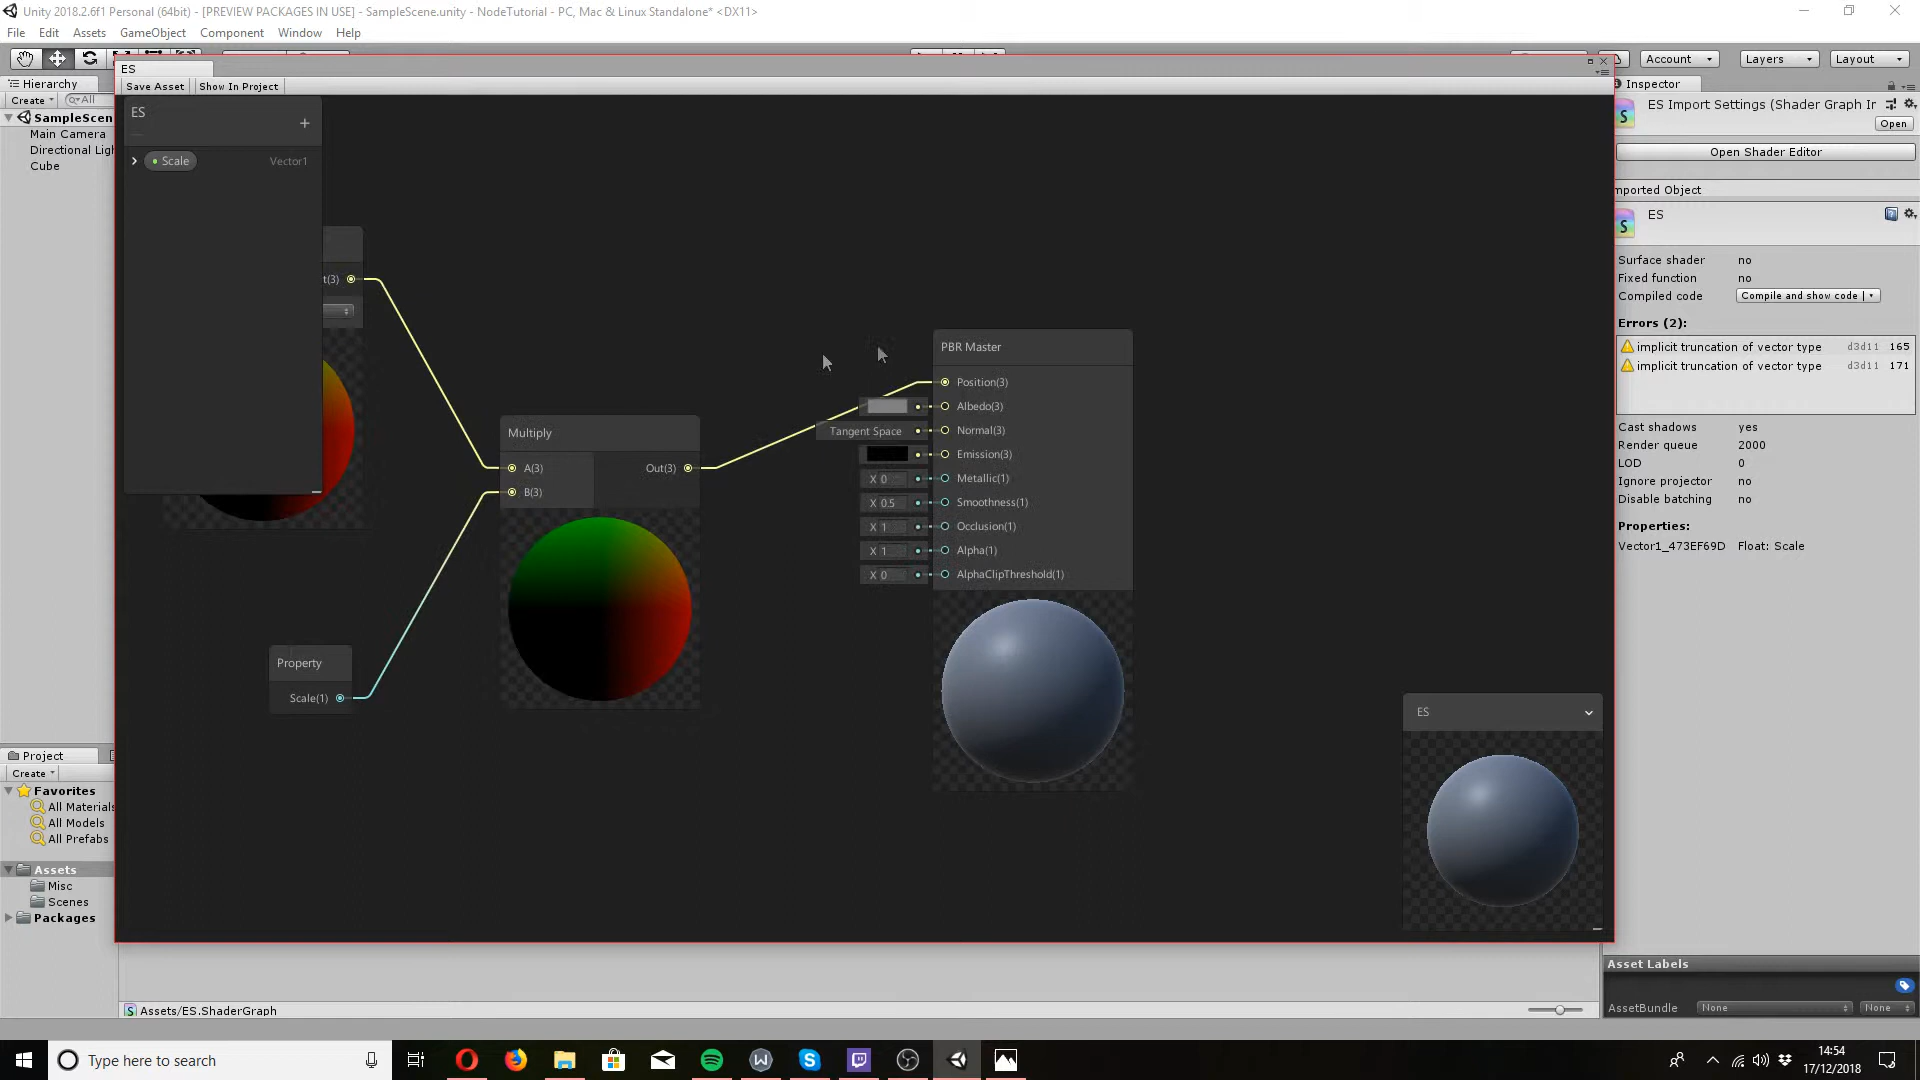 Unity 2018.2.6f1 Personal (64bit) - [PREVIEW PACKAGES IN USE] - SampleScene.unity - NodeTutorial - PC, Mac & Linux Standalone* <DX11>
File Edit Assets GameObject Component Window Help
Account Layers Layout
Hierarchy
Create All
SampleScen
Main Camera
Directional Ligh
Cube
ES
Save Asset Show In Project
ES
Scale Vector1
t(3)
Multiply
A(3) Out(3)
B(3)
Property
Scale(1)
PBR Master
Position(3)
Albedo(3)
Tangent Space Normal(3)
Emission(3)
X 0 Metallic(1)
X 0.5 Smoothness(1)
X 1 Occlusion(1)
X 1 Alpha(1)
X 0 AlphaClipThreshold(1)
ES
Inspector
ES Import Settings (Shader Graph Ir
Open
Open Shader Editor
mported Object
ES
Surface shader no
Fixed function no
Compiled code Compile and show code
Errors (2):
implicit truncation of vector type d3d11 165
implicit truncation of vector type d3d11 171
Cast shadows yes
Render queue 2000
LOD 0
Ignore projector no
Disable batching no
Properties:
Vector1_473EF69D Float: Scale
Project
Create
Favorites
All Materials
All Models
All Prefabs
Assets
Misc
Scenes
Packages
Assets/ES.ShaderGraph
Asset Labels
AssetBundle None None
Type here to search
14:54
17/12/2018